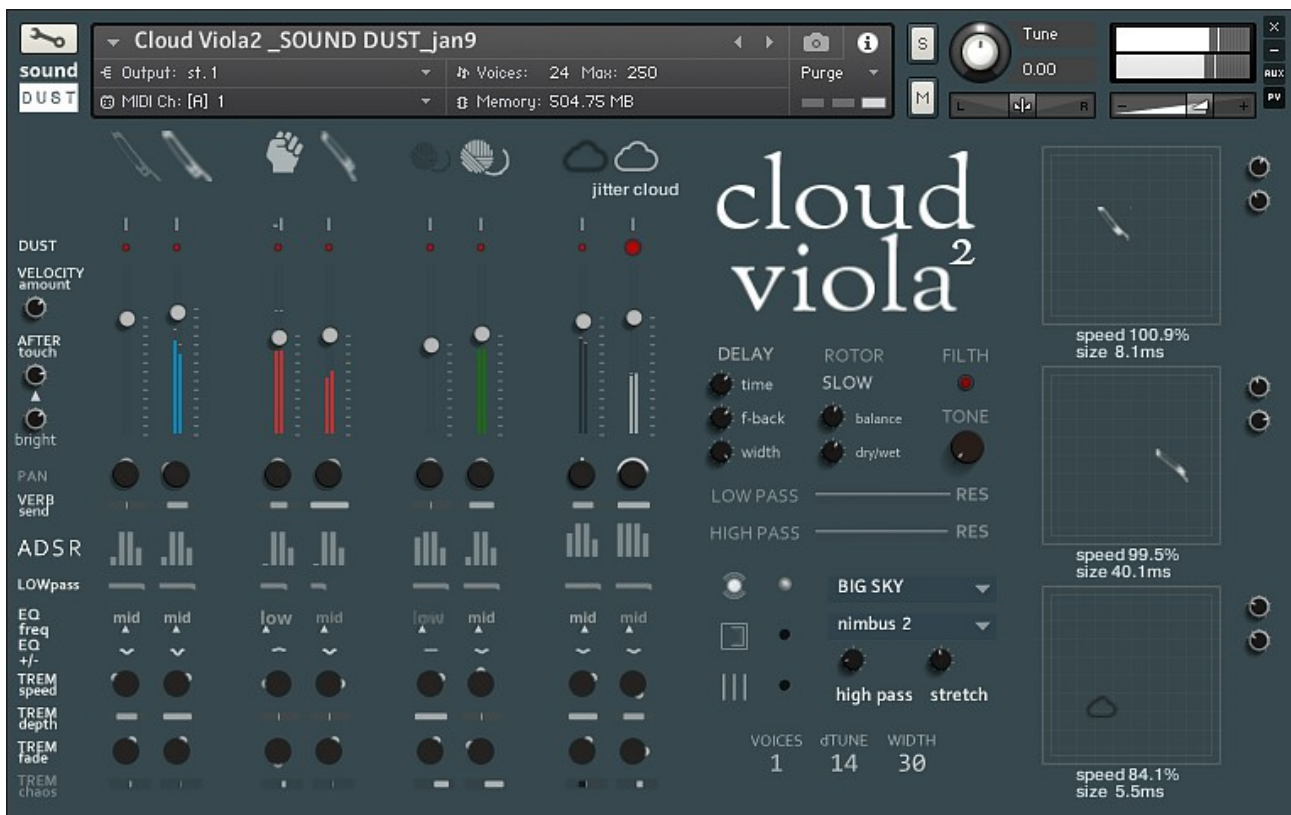 Cloud Viola2 _SOUND DUST_jan9
S
Tune
×
–
sound
Output: st.1
Voices: 24 Max: 250
Purge
0.00
AUX
DUST
MIDI Ch: [A] 1
Memory: 504.75 MB
M
L
R
–
+
PV
jitter cloud
cloud
viola2
DUST
VELOCITY
amount
AFTER
touch
bright
PAN
VERB
send
ADSR
LOWpass
EQ
freq
mid mid low mid low mid mid mid
EQ
+/-
TREM
speed
TREM
depth
TREM
fade
TREM
chaos
DELAY
ROTOR
FILTH
time
SLOW
f-back
balance
TONE
width
dry/wet
LOW PASS
RES
HIGH PASS
RES
BIG SKY
nimbus 2
high pass stretch
VOICES dTUNE WIDTH
1 14 30
speed 100.9%
size 8.1ms
speed 99.5%
size 40.1ms
speed 84.1%
size 5.5ms